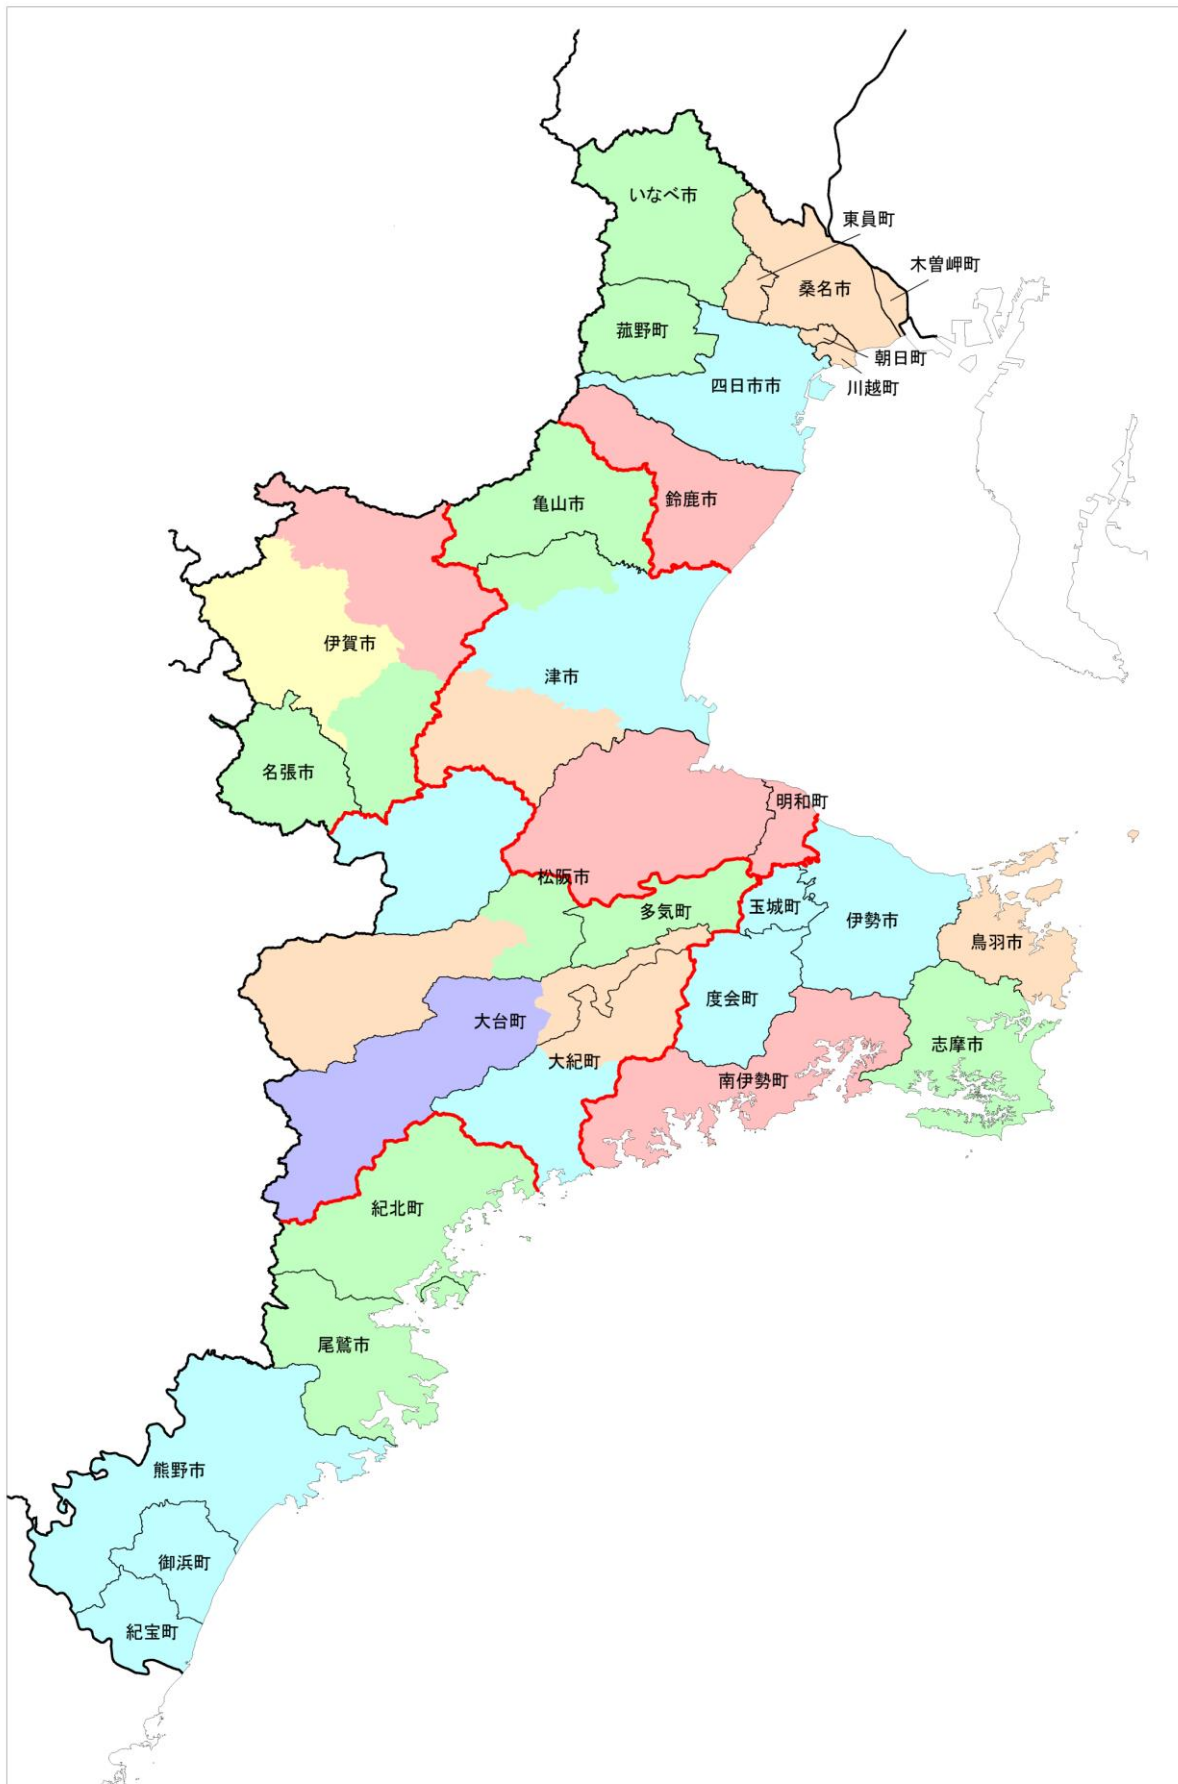 いなべ市
東員町
木曽岬町
桑名市
菰野町
朝日町
四日市市
川越町
亀山市
鈴鹿市
伊賀市
津市
名張市
明和町
松阪市
多気町
玉城町
伊勢市
鳥羽市
度会町
大台町
志摩市
大紀町
南伊勢町
紀北町
尾鷲市
熊野市
御浜町
紀宝町